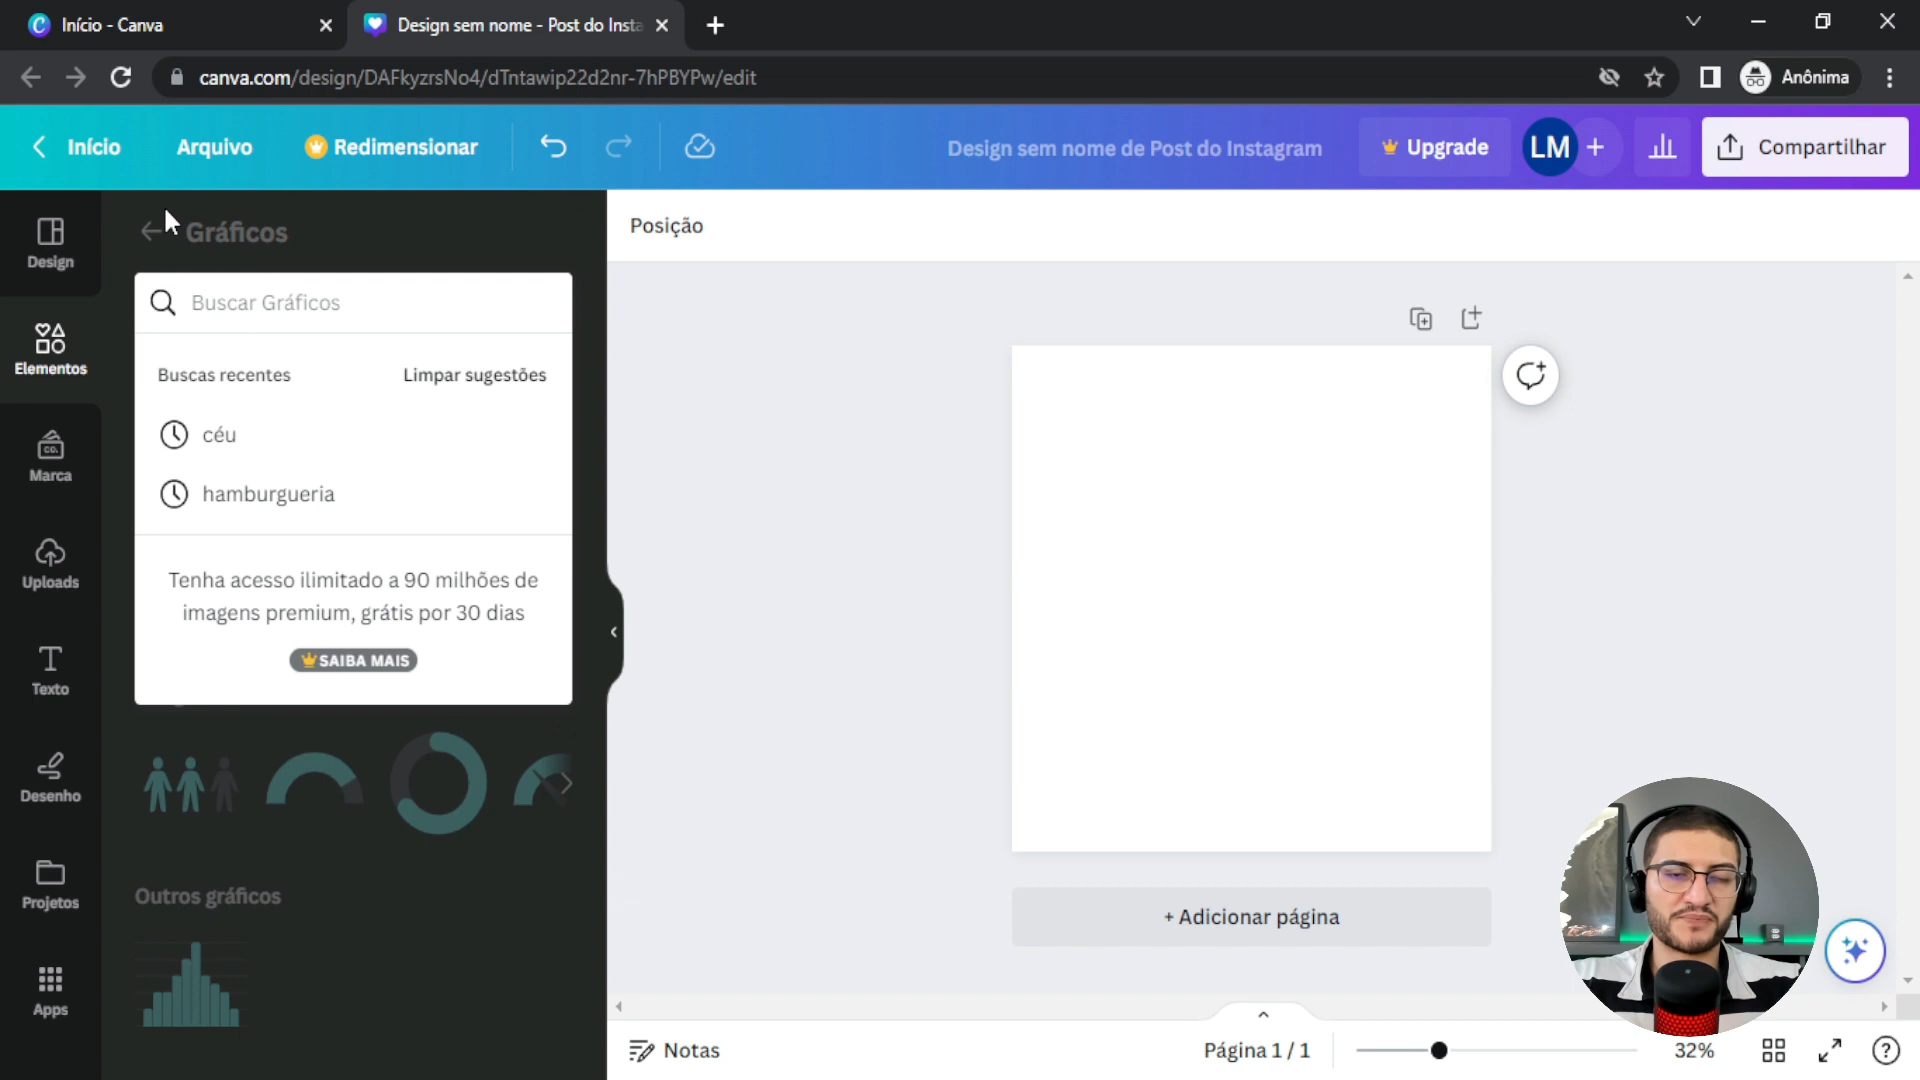 Início - Canva
Design sem nome - Post do Insta
canva.com/design/DAFkyzrsNo4/dTntawip22d2nr-7hPBYPw/edit
Anônima
Início
Arquivo
Redimensionar
Design sem nome de Post do Instagram
Upgrade
LM
Compartilhar
Design
Elementos
Marca
Uploads
Texto
Desenho
Projetos
Apps
Gráficos
Buscar Gráficos
Buscas recentes
Limpar sugestões
céu
hamburgueria
Tenha acesso ilimitado a 90 milhões de
imagens premium, grátis por 30 dias
SAIBA MAIS
Outros gráficos
Posição
+ Adicionar página
Notas
Página 1 / 1
32%